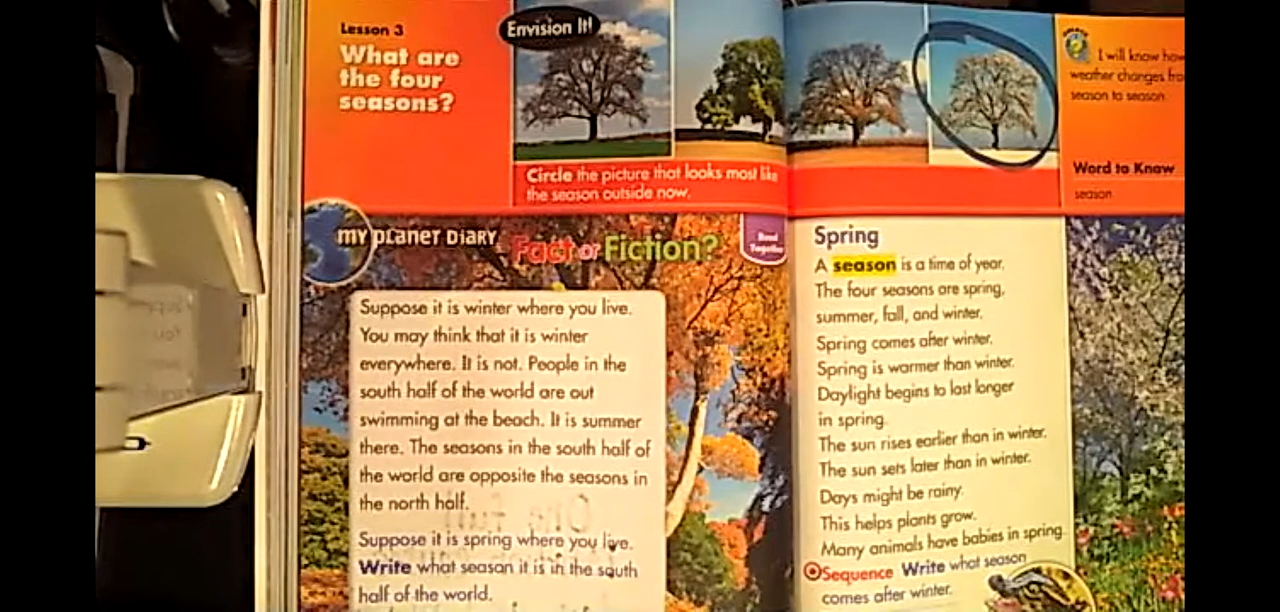 Lesson 3
What are
the four
seasons?
Envision It!
Circle the picture that looks most like
the season outside now.
I will know how
weather changes fro
season to season.
Word to Know
season
my planet diary
Fact or Fiction?
Read
Together
Suppose it is winter where you live.
You may think that it is winter
everywhere. It is not. People in the
south half of the world are out
swimming at the beach. It is summer
there. The seasons in the south half of
the world are opposite the seasons in
the north half.
Suppose it is spring where you live.
Write what season it is in the south
half of the world.
Spring
A season is a time of year.
The four seasons are spring,
summer, fall, and winter.
Spring comes after winter.
Spring is warmer than winter.
Daylight begins to last longer
in spring.
The sun rises earlier than in winter.
The sun sets later than in winter.
Days might be rainy.
This helps plants grow.
Many animals have babies in spring.
Sequence Write what season
comes after winter.